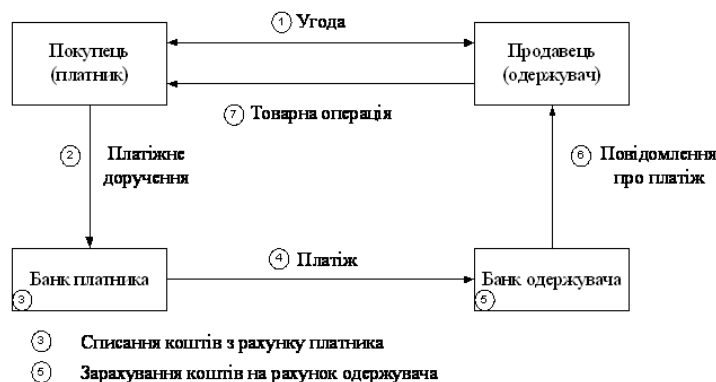 ① Угода
Покупець
(платник)
Продавець
(одержувач)
⑦ Товарна операція
② Платіжне
доручення
⑥ Повідомлення
про платіж
④ Платіж
Банк платника
③
Банк одержувача
⑤
③ Списання коштів з рахунку платника
⑤ Зарахування коштів на рахунок одержувача